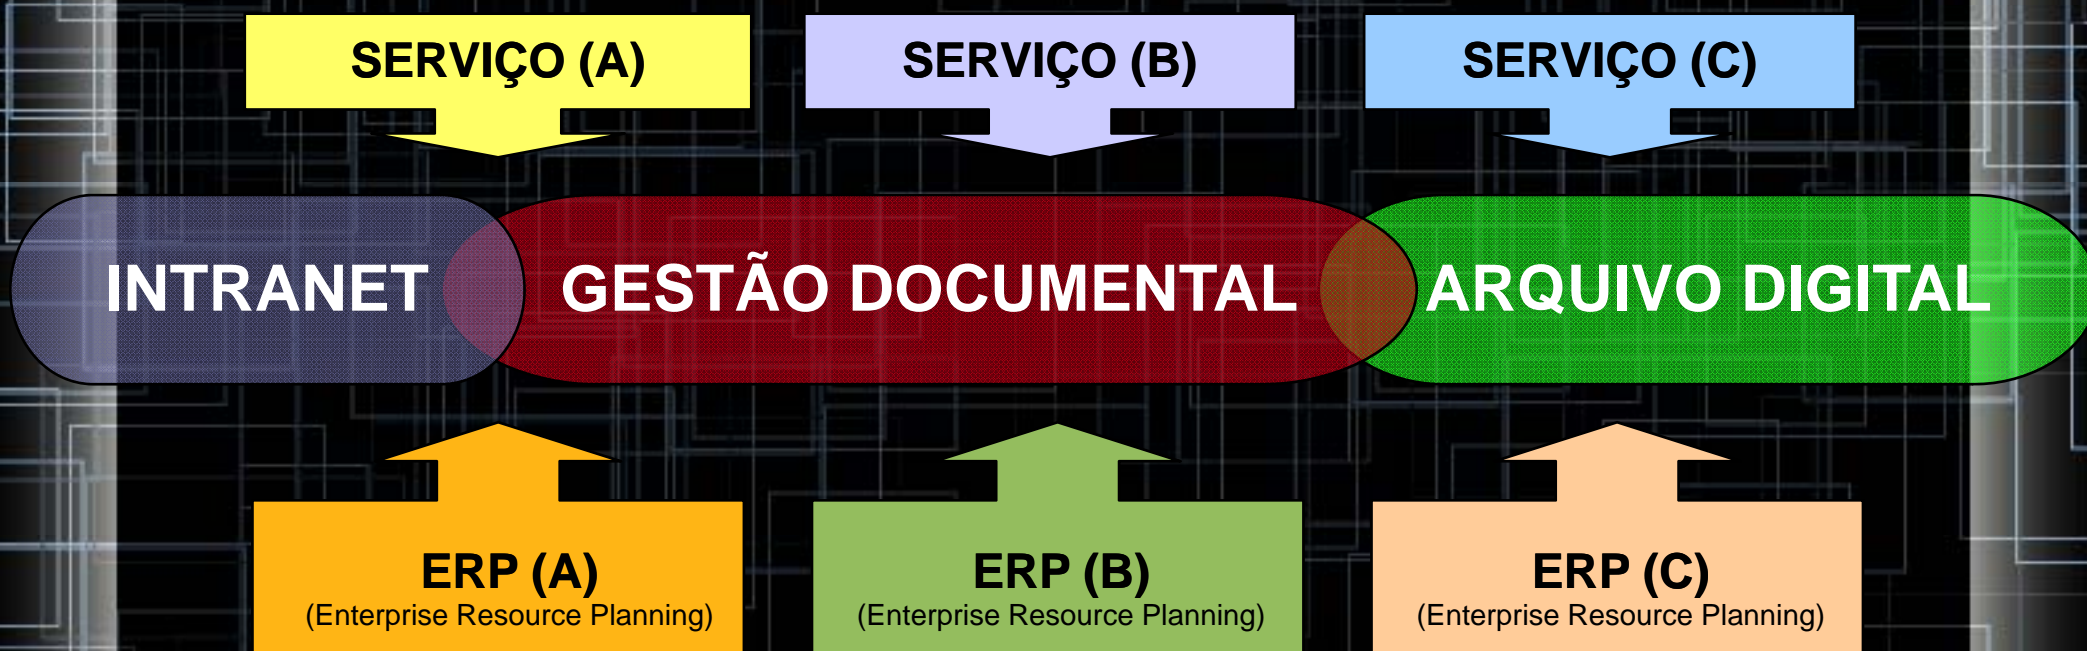 SERVIÇO (A)
SERVIÇO (B)
SERVIÇO (C)
INTRANET
GESTÃO DOCUMENTAL
ARQUIVO DIGITAL
ERP (A)
(Enterprise Resource Planning)
ERP (B)
(Enterprise Resource Planning)
ERP (C)
(Enterprise Resource Planning)